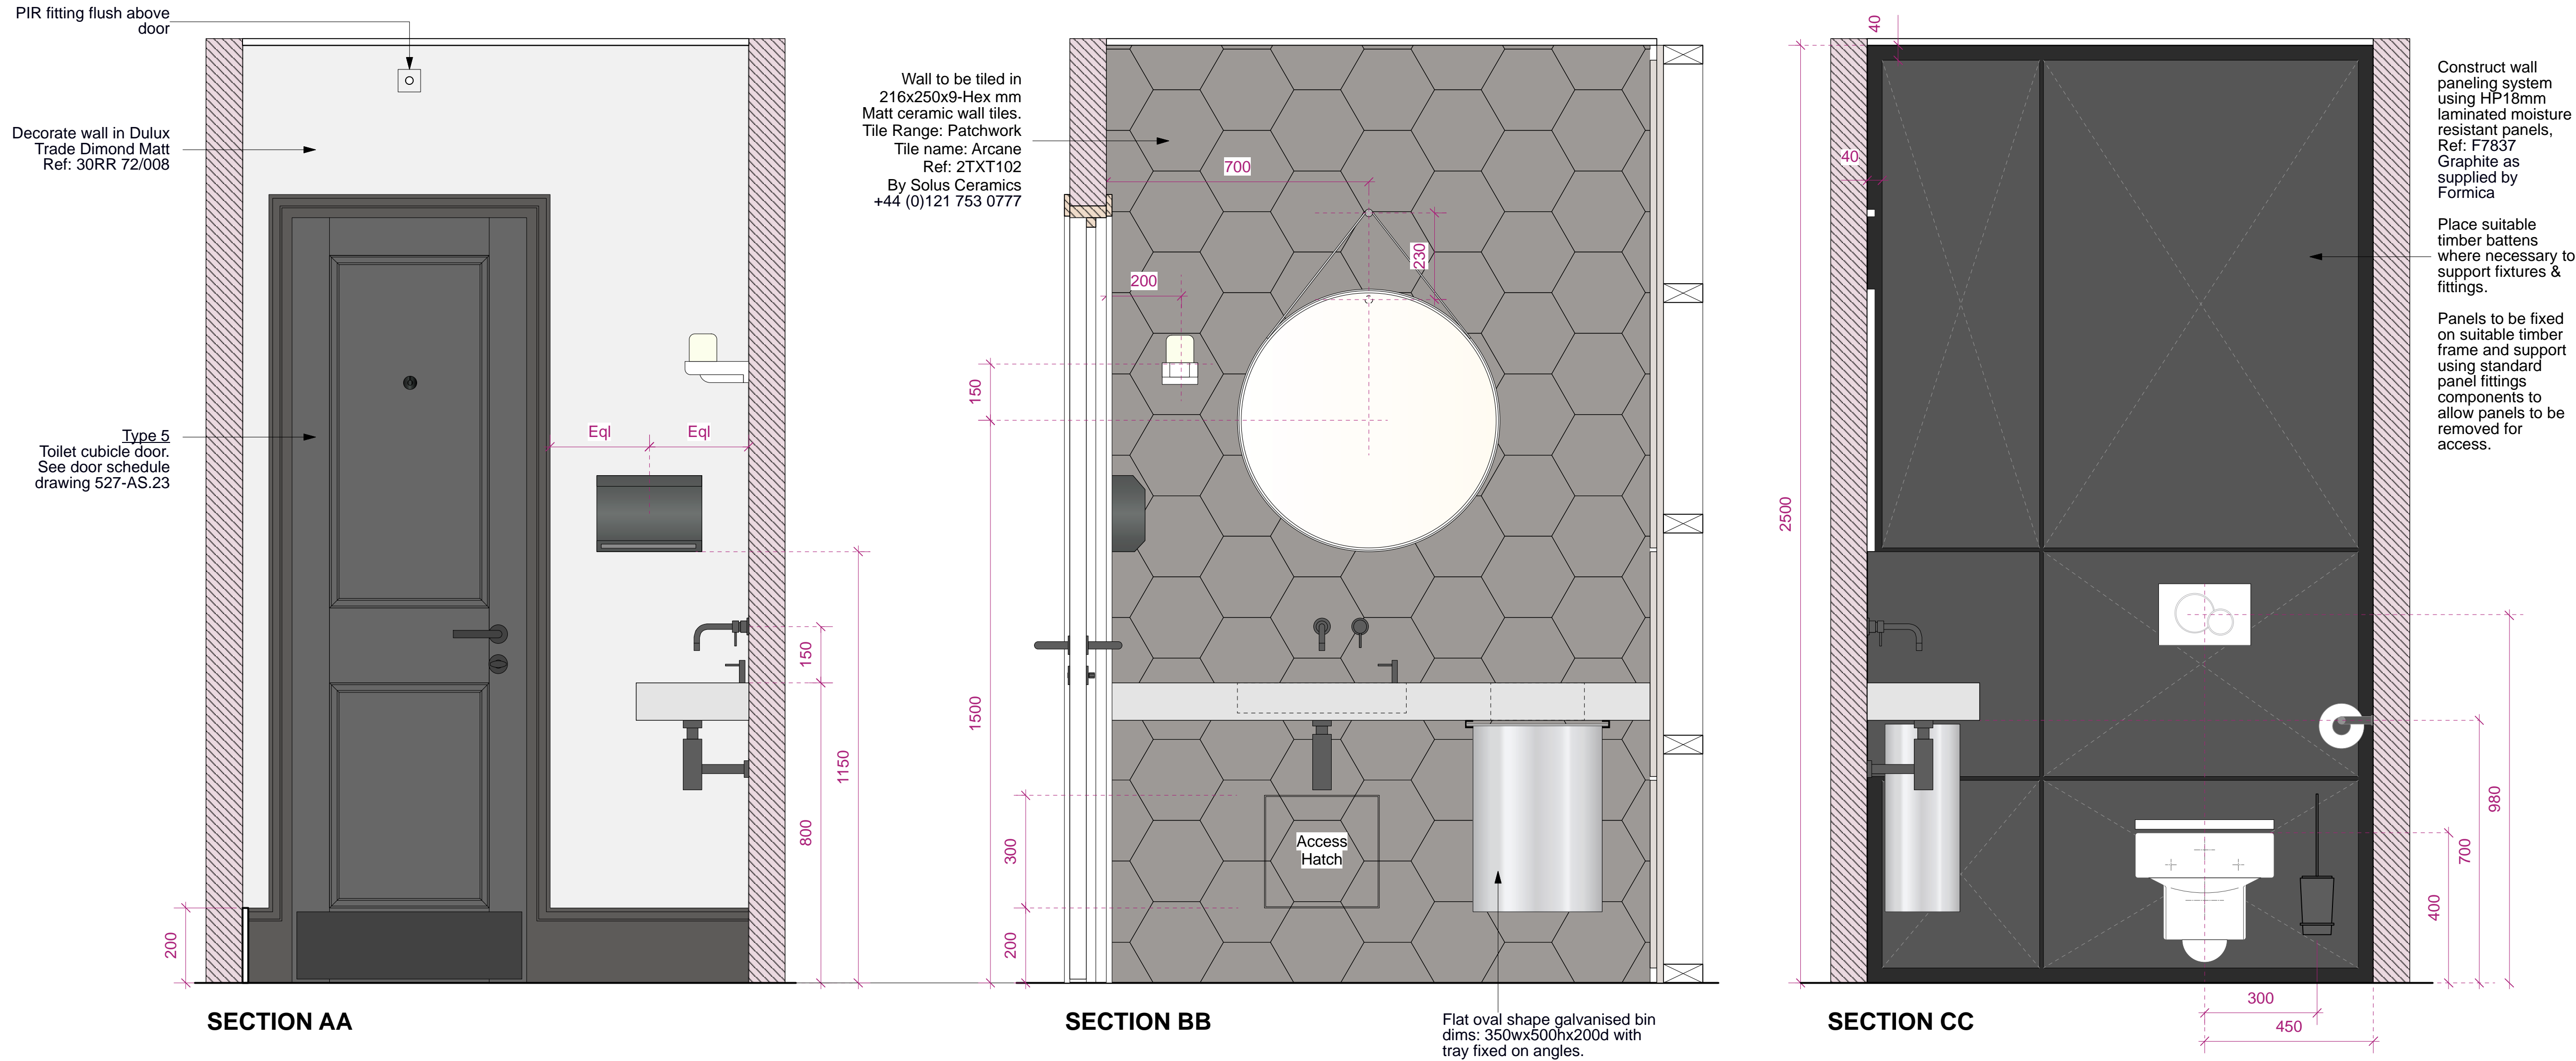 PIR fitting flush above
door
Decorate wall in Dulux
Trade Dimond Matt
Ref: 30RR 72/008
Type 5
Toilet cubicle door.
See door schedule
drawing 527-AS.23
Eql
Eql
200
150
800
1150
SECTION AA
Wall to be tiled in
216x250x9-Hex mm
Matt ceramic wall tiles.
Tile Range: Patchwork
Tile name: Arcane
Ref: 2TXT102
By Solus Ceramics
+44 (0)121 753 0777
700
230
200
150
1500
300
200
Access
Hatch
SECTION BB
Flat oval shape galvanised bin
dims: 350wx500hx200d with
tray fixed on angles.
40
40
2500
Construct wall
paneling system
using HP18mm
laminated moisture
resistant panels,
Ref: F7837
Graphite as
supplied by
Formica
Place suitable
timber battens
where necessary to
support fixtures &
fittings.
Panels to be fixed
on suitable timber
frame and support
using standard
panel fittings
components to
allow panels to be
removed for
access.
980
700
400
300
450
SECTION CC